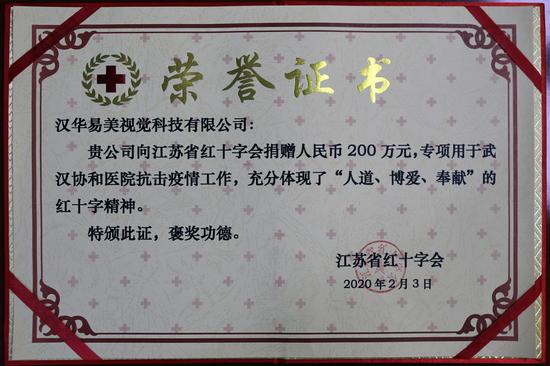 荣誉证书
汉华易美视觉科技有限公司：
贵公司向江苏省红十字会捐赠人民币 200 万元，专项用于武
汉协和医院抗击疫情工作，充分体现了“人道、博爱、奉献”的
红十字精神。
特颁此证，褒奖功德。
江苏省红十字会
2020 年 2 月 3 日